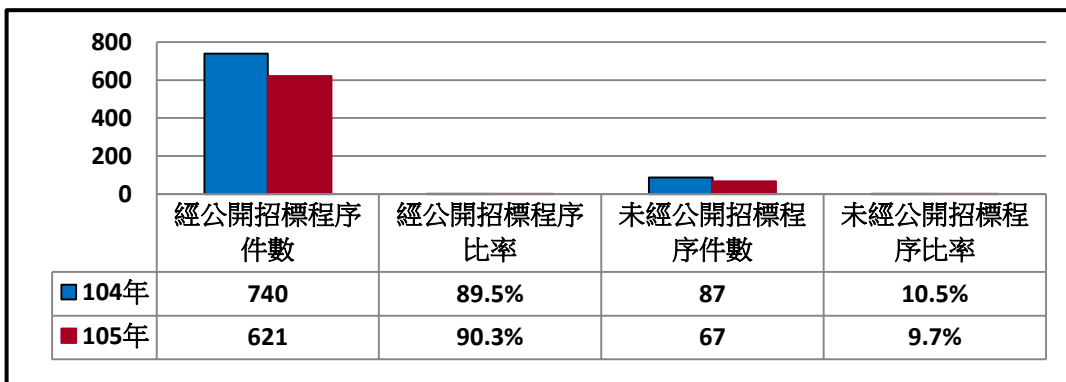 800
600
400
200
0
經公開招標程序 經公開招標程序 未經公開招標程 未經公開招標程
件數 比率 序件數 序比率
104年 740 89.5% 87 10.5%
105年 621 90.3% 67 9.7%